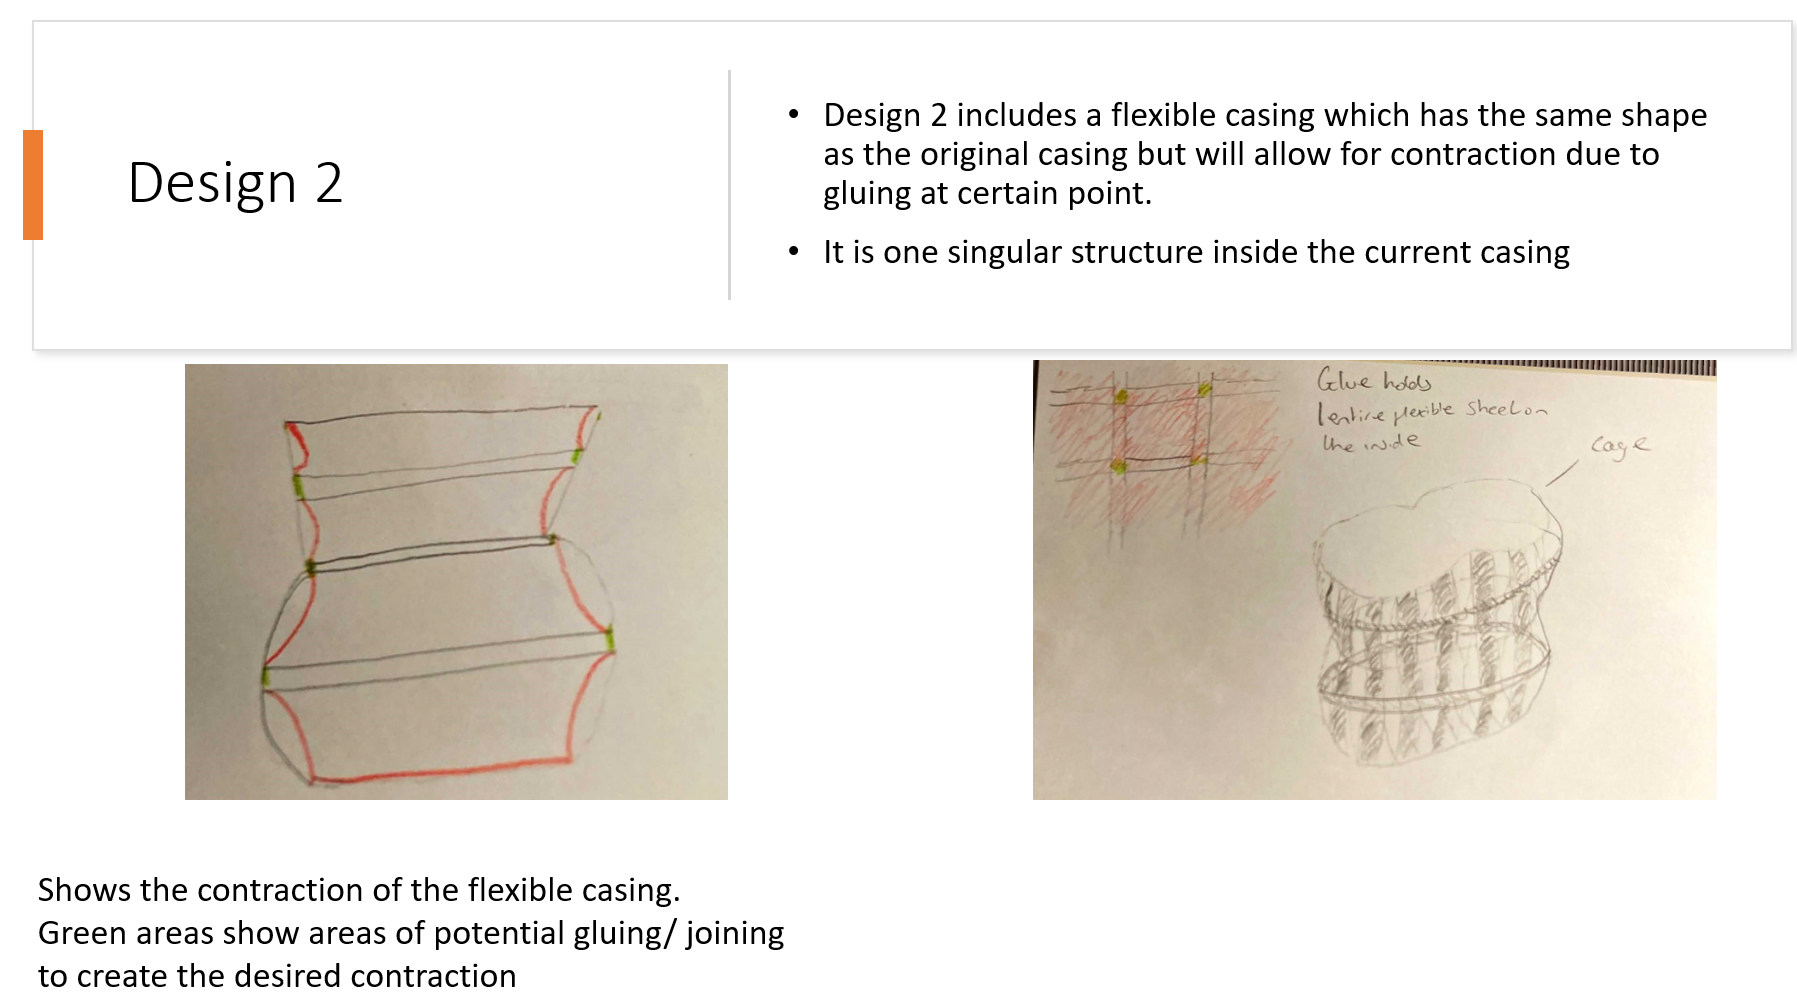 Design 2
• Design 2 includes a flexible casing which has the same shape
as the original casing but will allow for contraction due to
gluing at certain point.
• It is one singular structure inside the current casing
Glue holds
entire flexible sheet on
the inside
cage
Shows the contraction of the flexible casing.
Green areas show areas of potential gluing/ joining
to create the desired contraction